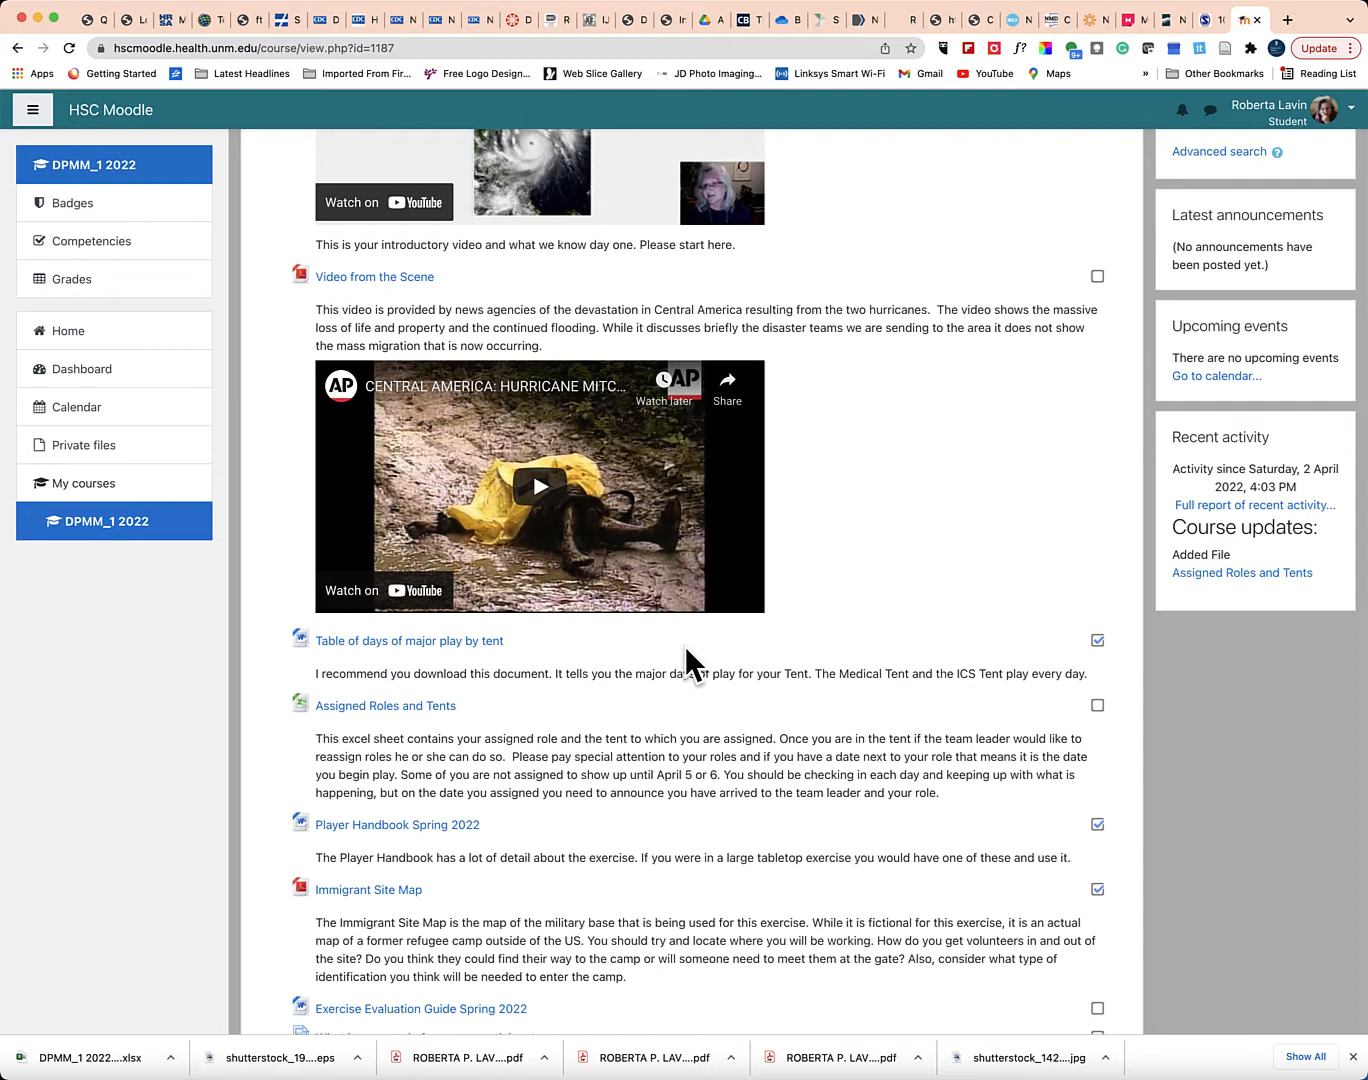 Q
Lo
M
Te
ft
S
D
H
N
N
N
D
R
IJ
D
Ir
A
CB T
B
S
N
R
h
C
N
C
N
M
N
10
hscmoodle.health.unm.edu/course/view.php?id=1187
Update
Apps
Getting Started
Latest Headlines
Imported From Fir...
Free Logo Design...
Web Slice Gallery
JD Photo Imaging...
Linksys Smart Wi-Fi
Gmail
YouTube
Maps
»
Other Bookmarks
Reading List
HSC Moodle
Roberta Lavin
Student
DPMM_1 2022
Badges
Competencies
Grades
Home
Dashboard
Calendar
Private files
My courses
DPMM_1 2022
Watch on YouTube
This is your introductory video and what we know day one. Please start here.
Video from the Scene
This video is provided by news agencies of the devastation in Central America resulting from the two hurricanes. The video shows the massive
loss of life and property and the continued flooding. While it discusses briefly the disaster teams we are sending to the area it does not show
the mass migration that is now occurring.
AP
CENTRAL AMERICA: HURRICANE MITC...
AP
Watch later
Share
Watch on YouTube
Table of days of major play by tent
I recommend you download this document. It tells you the major da of play for your Tent. The Medical Tent and the ICS Tent play every day.
Assigned Roles and Tents
This excel sheet contains your assigned role and the tent to which you are assigned. Once you are in the tent if the team leader would like to
reassign roles he or she can do so. Please pay special attention to your roles and if you have a date next to your role that means it is the date
you begin play. Some of you are not assigned to show up until April 5 or 6. You should be checking in each day and keeping up with what is
happening, but on the date you assigned you need to announce you have arrived to the team leader and your role.
Player Handbook Spring 2022
The Player Handbook has a lot of detail about the exercise. If you were in a large tabletop exercise you would have one of these and use it.
Immigrant Site Map
The Immigrant Site Map is the map of the military base that is being used for this exercise. While it is fictional for this exercise, it is an actual
map of a former refugee camp outside of the US. You should try and locate where you will be working. How do you get volunteers in and out of
the site? Do you think they could find their way to the camp or will someone need to meet them at the gate? Also, consider what type of
identification you think will be needed to enter the camp.
Exercise Evaluation Guide Spring 2022
Advanced search
Latest announcements
(No announcements have
been posted yet.)
Upcoming events
There are no upcoming events
Go to calendar...
Recent activity
Activity since Saturday, 2 April
2022, 4:03 PM
Full report of recent activity...
Course updates:
Added File
Assigned Roles and Tents
DPMM_1 2022....xlsx
shutterstock_19....eps
ROBERTA P. LAV....pdf
ROBERTA P. LAV....pdf
ROBERTA P. LAV....pdf
shutterstock_142....jpg
Show All